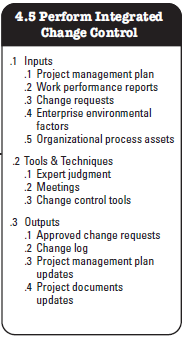 4.5 Perform Integrated
Change Control
.1 Inputs
.1 Project management plan
.2 Work performance reports
.3 Change requests
.4 Enterprise environmental
factors
.5 Organizational process assets
.2 Tools & Techniques
.1 Expert judgment
.2 Meetings
.3 Change control tools
.3 Outputs
.1 Approved change requests
.2 Change log
.3 Project management plan
updates
.4 Project documents
updates